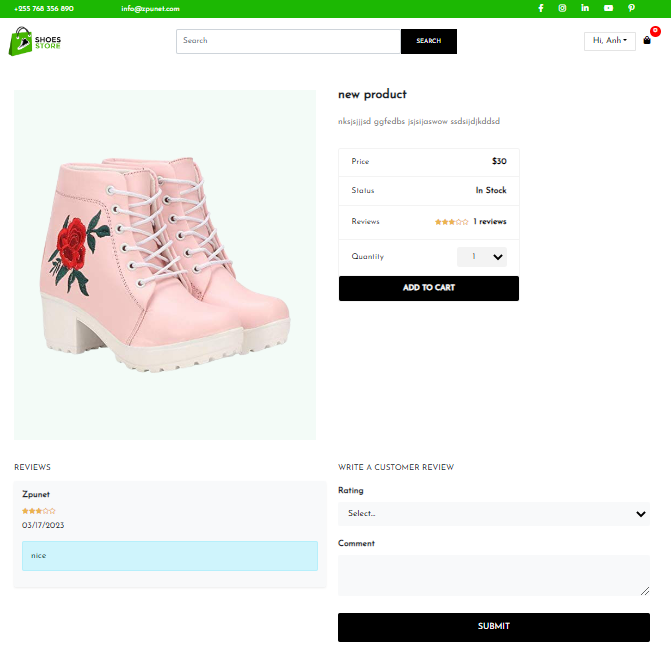 +255 768 356 890 info@zpunet.com
SHOES
STORE
Search SEARCH Hi, Anh 0
new product
nksjsjjjsd ggfedbs jsjsijaswow ssdsijdjkddsd
Price $30
Status In Stock
Reviews 1 reviews
Quantity 1
ADD TO CART
REVIEWS
Zpunet
03/17/2023
nice
WRITE A CUSTOMER REVIEW
Rating
Select...
Comment
SUBMIT